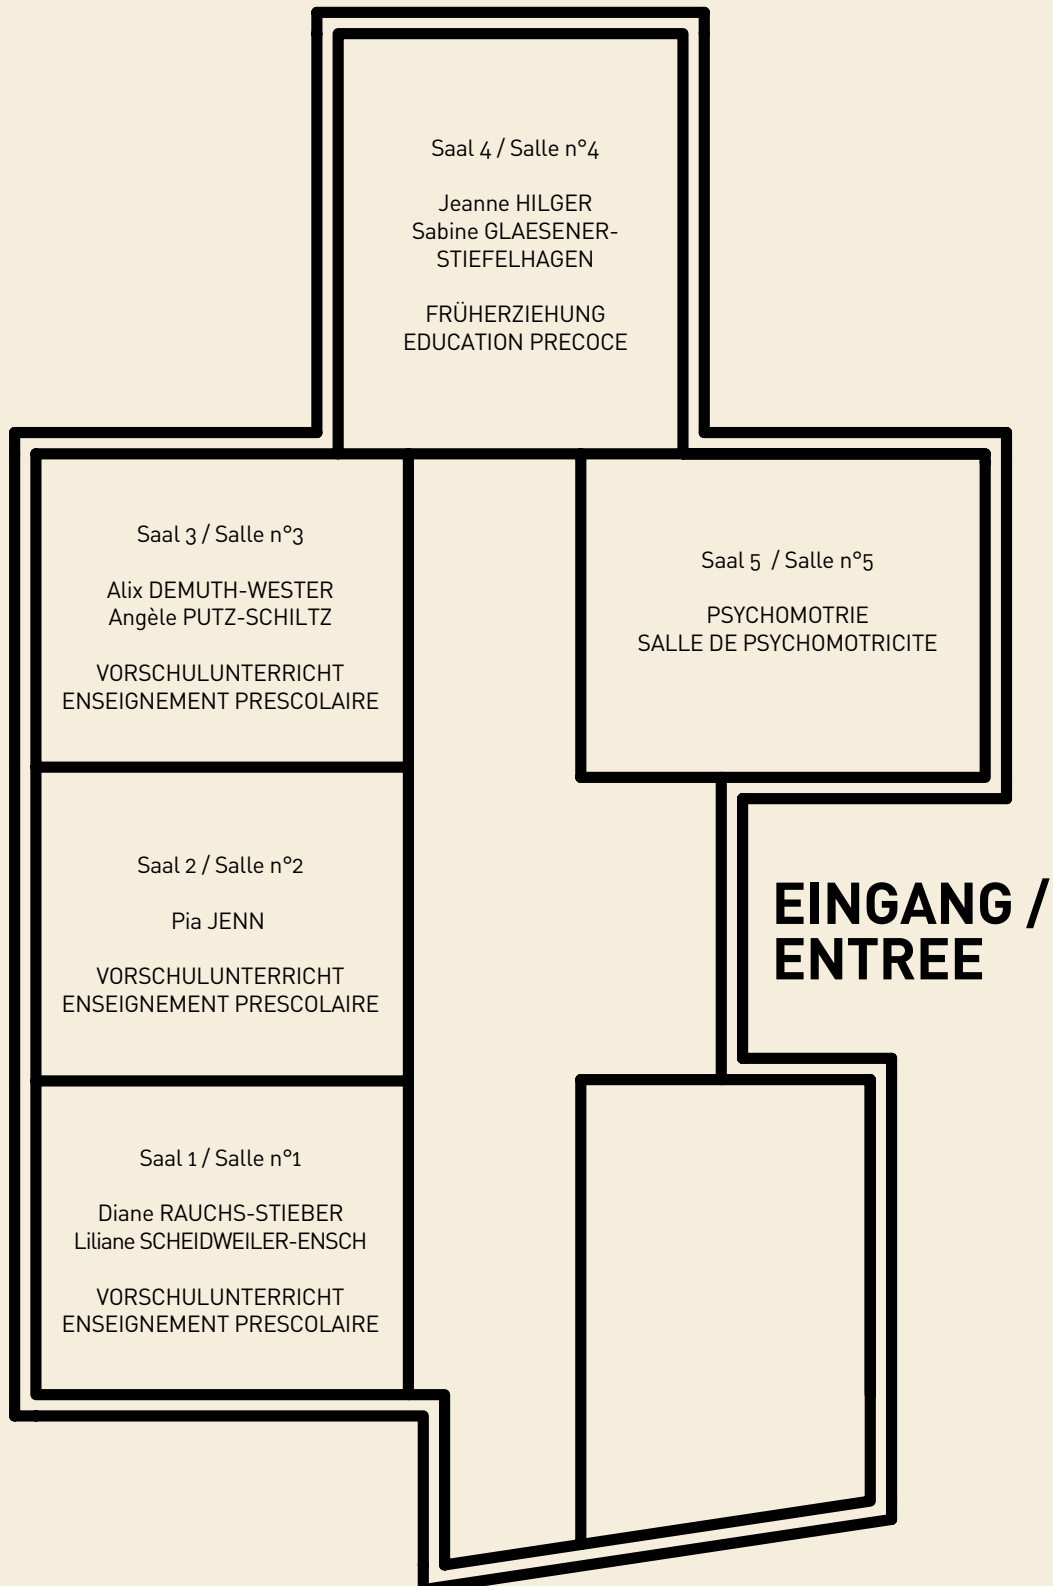 Saal 4 / Salle n°4
Jeanne HILGER
Sabine GLAESENER-
STIEFELHAGEN
FRÜHERZIEHUNG
EDUCATION PRECOCE
Saal 3 / Salle n°3
Alix DEMUTH-WESTER
Angèle PUTZ-SCHILTZ
VORSCHULUNTERRICHT
ENSEIGNEMENT PRESCOLAIRE
Saal 5 / Salle n°5
PSYCHOMOTRIE
SALLE DE PSYCHOMOTRICITE
Saal 2 / Salle n°2
Pia JENN
VORSCHULUNTERRICHT
ENSEIGNEMENT PRESCOLAIRE
EINGANG /
ENTREE
Saal 1 / Salle n°1
Diane RAUCHS-STIEBER
Liliane SCHEIDWEILER-ENSCH
VORSCHULUNTERRICHT
ENSEIGNEMENT PRESCOLAIRE